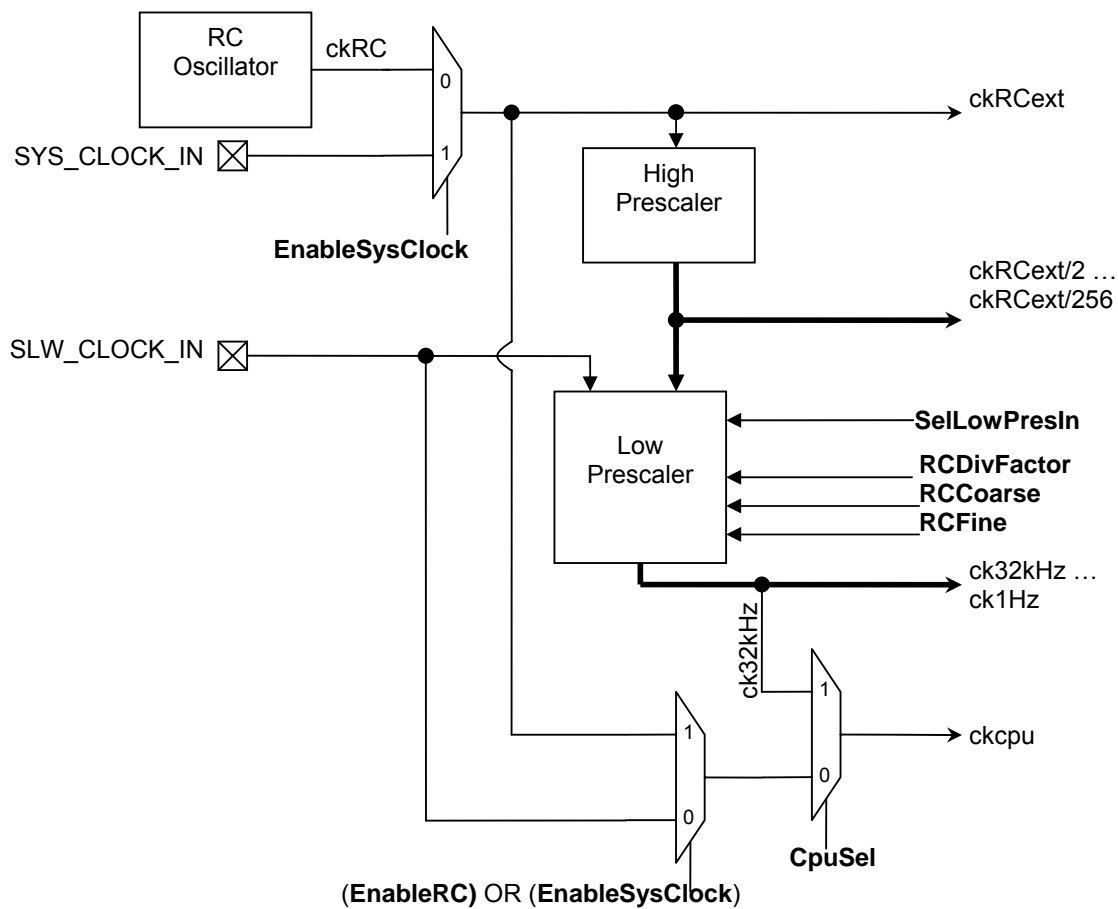 RC
Oscillator
ckRC
0
1
SYS_CLOCK_IN
EnableSysClock
ckRCext
High
Prescaler
ckRCext/2 ...
ckRCext/256
SLW_CLOCK_IN
Low
Prescaler
SelLowPresIn
RCDivFactor
RCCoarse
RCFine
ck32kHz ...
ck1Hz
ck32kHz
1
0
1
0
ckcpu
CpuSel
(EnableRC) OR (EnableSysClock)